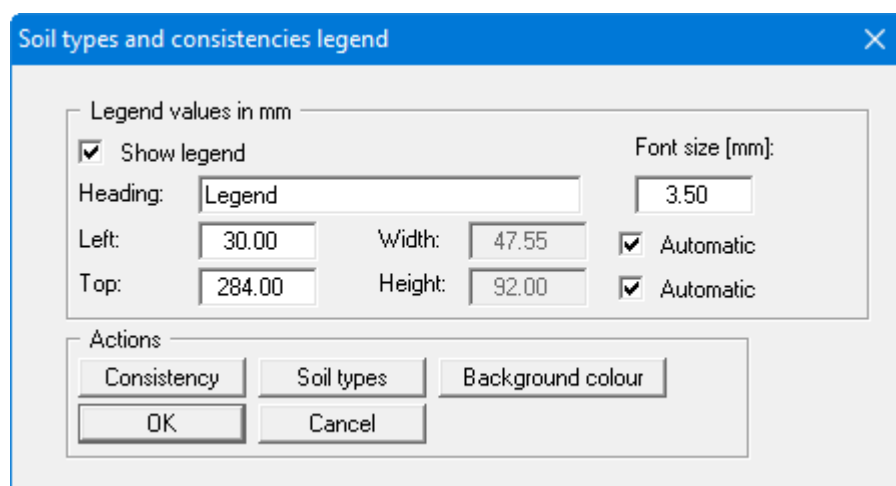 Soil types and consistencies legend
Legend values in mm
Show legend
Font size [mm]:
Heading: Legend 3.50
Left: 30.00 Width: 47.55 Automatic
Top: 284.00 Height: 92.00 Automatic
Actions
Consistency Soil types Background colour
OK Cancel